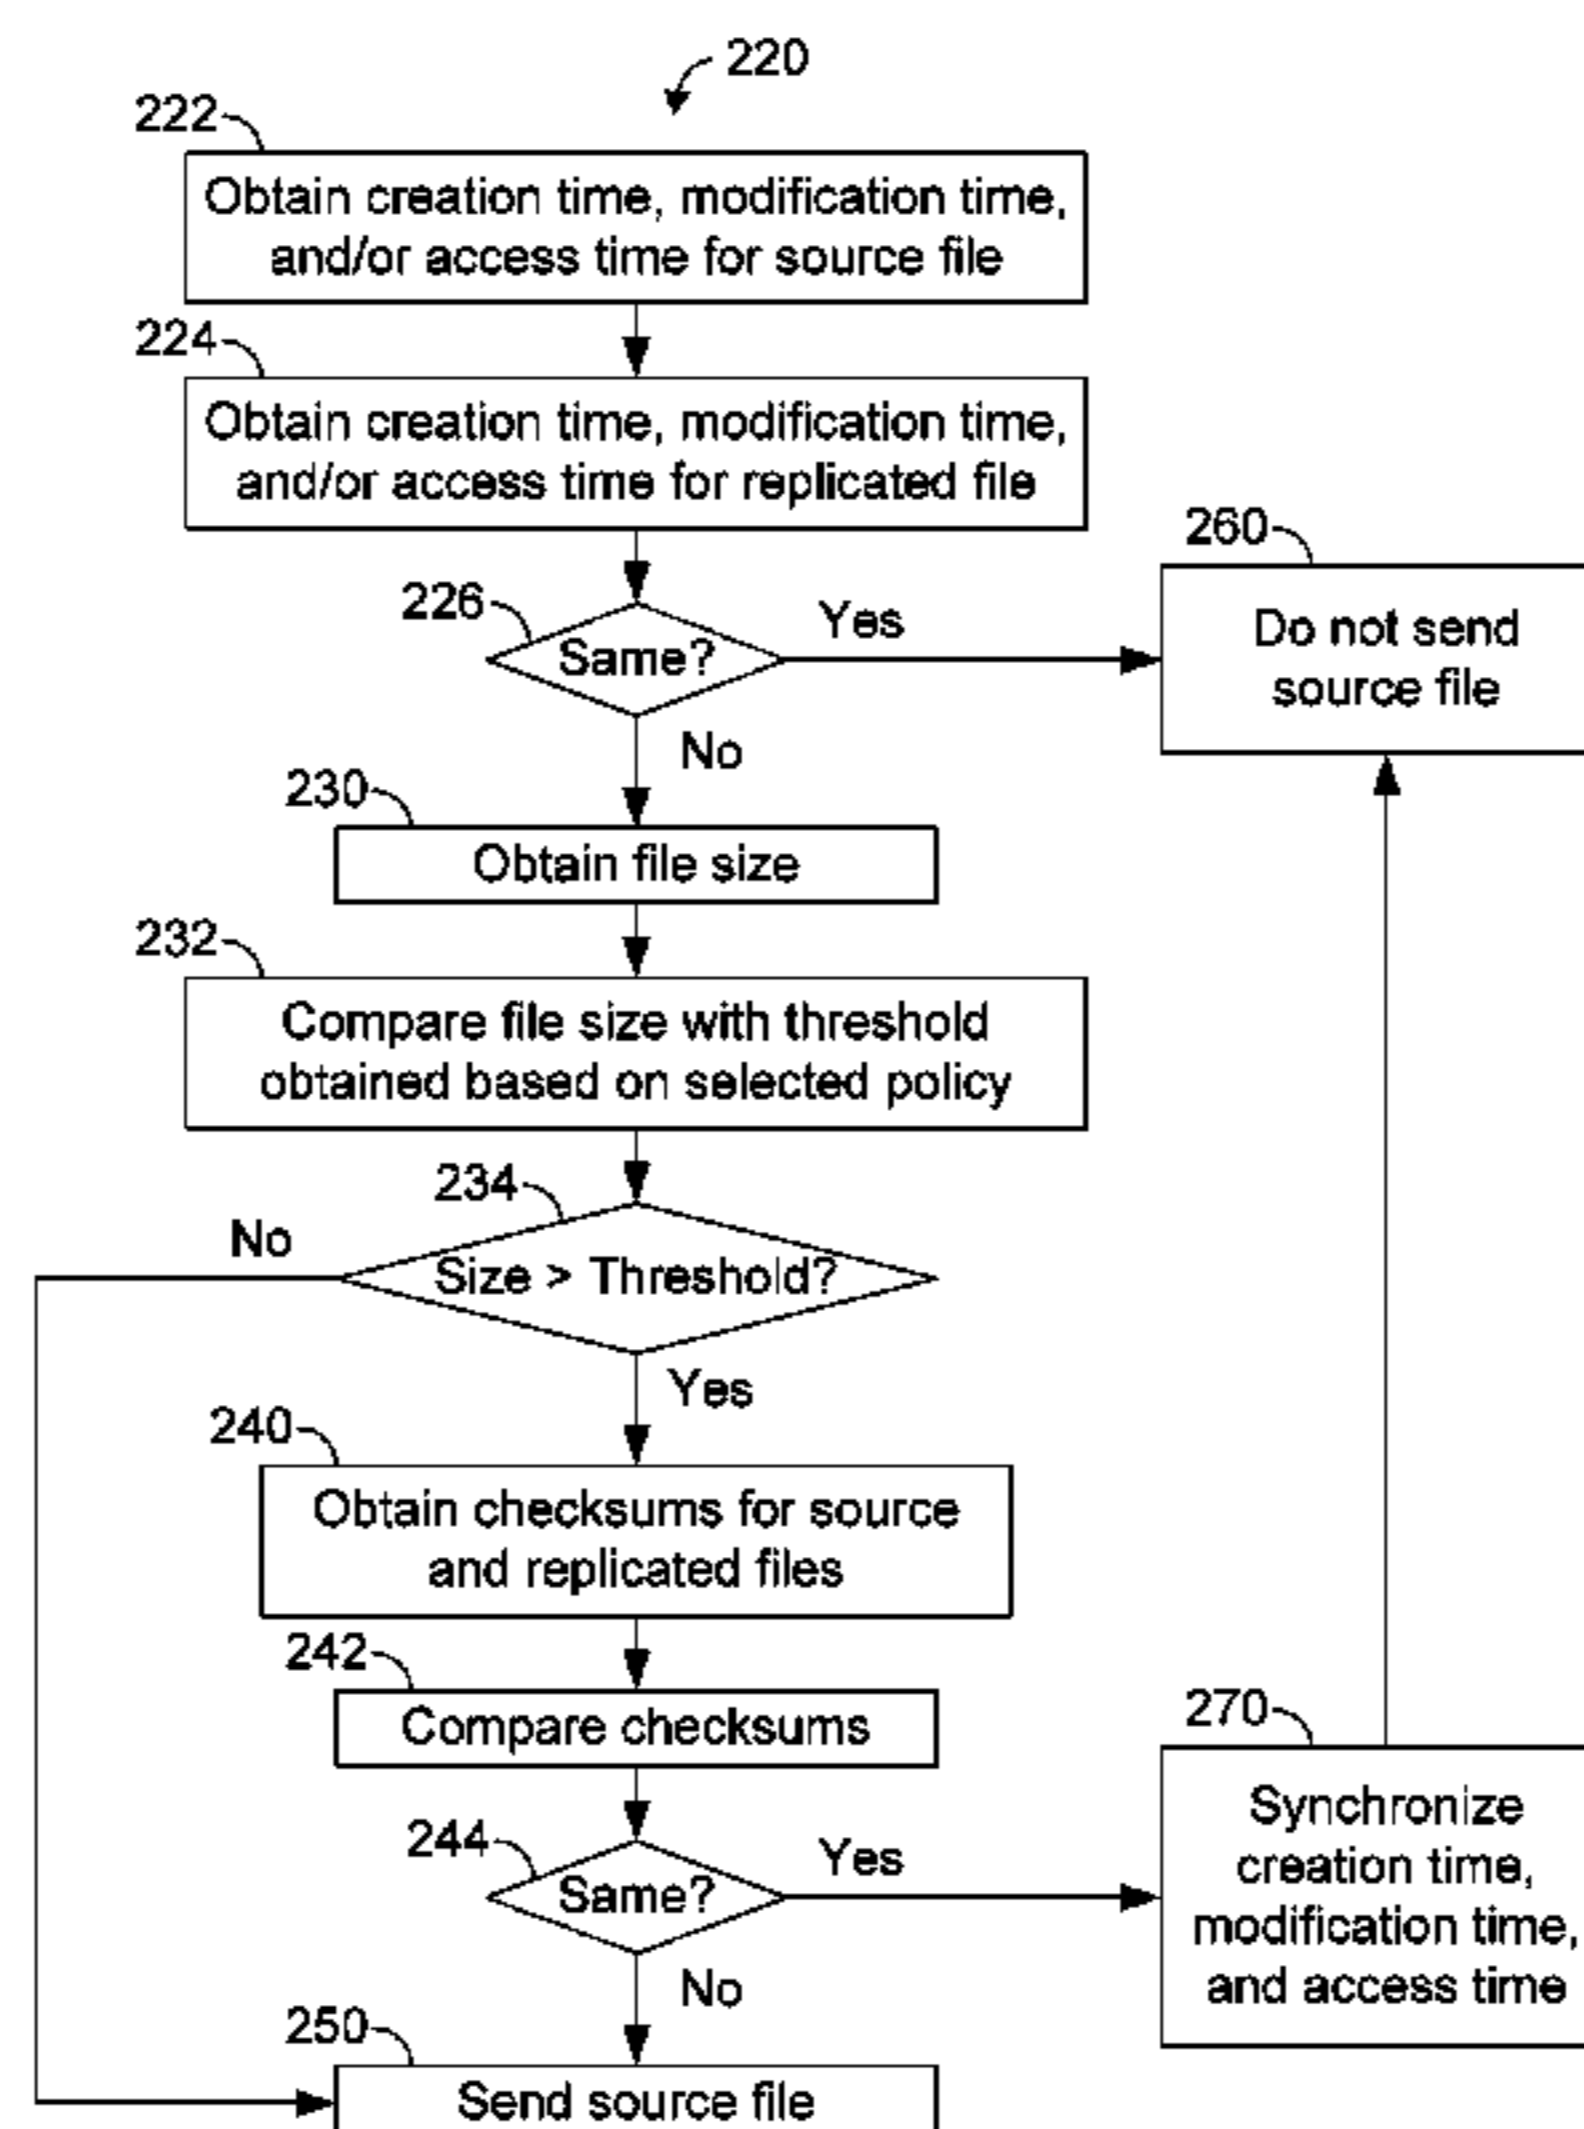 220
222
Obtain creation time, modification time,
and/or access time for source file
224
Obtain creation time, modification time,
and/or access time for replicated file
260
226
Same?
Yes
Do not send
source file
No
230
Obtain file size
232
Compare file size with threshold
obtained based on selected policy
234
No
Size > Threshold?
Yes
240
Obtain checksums for source
and replicated files
242
Compare checksums
270
244
Same?
Yes
Synchronize
creation time,
modification time,
and access time
No
250
Send source file